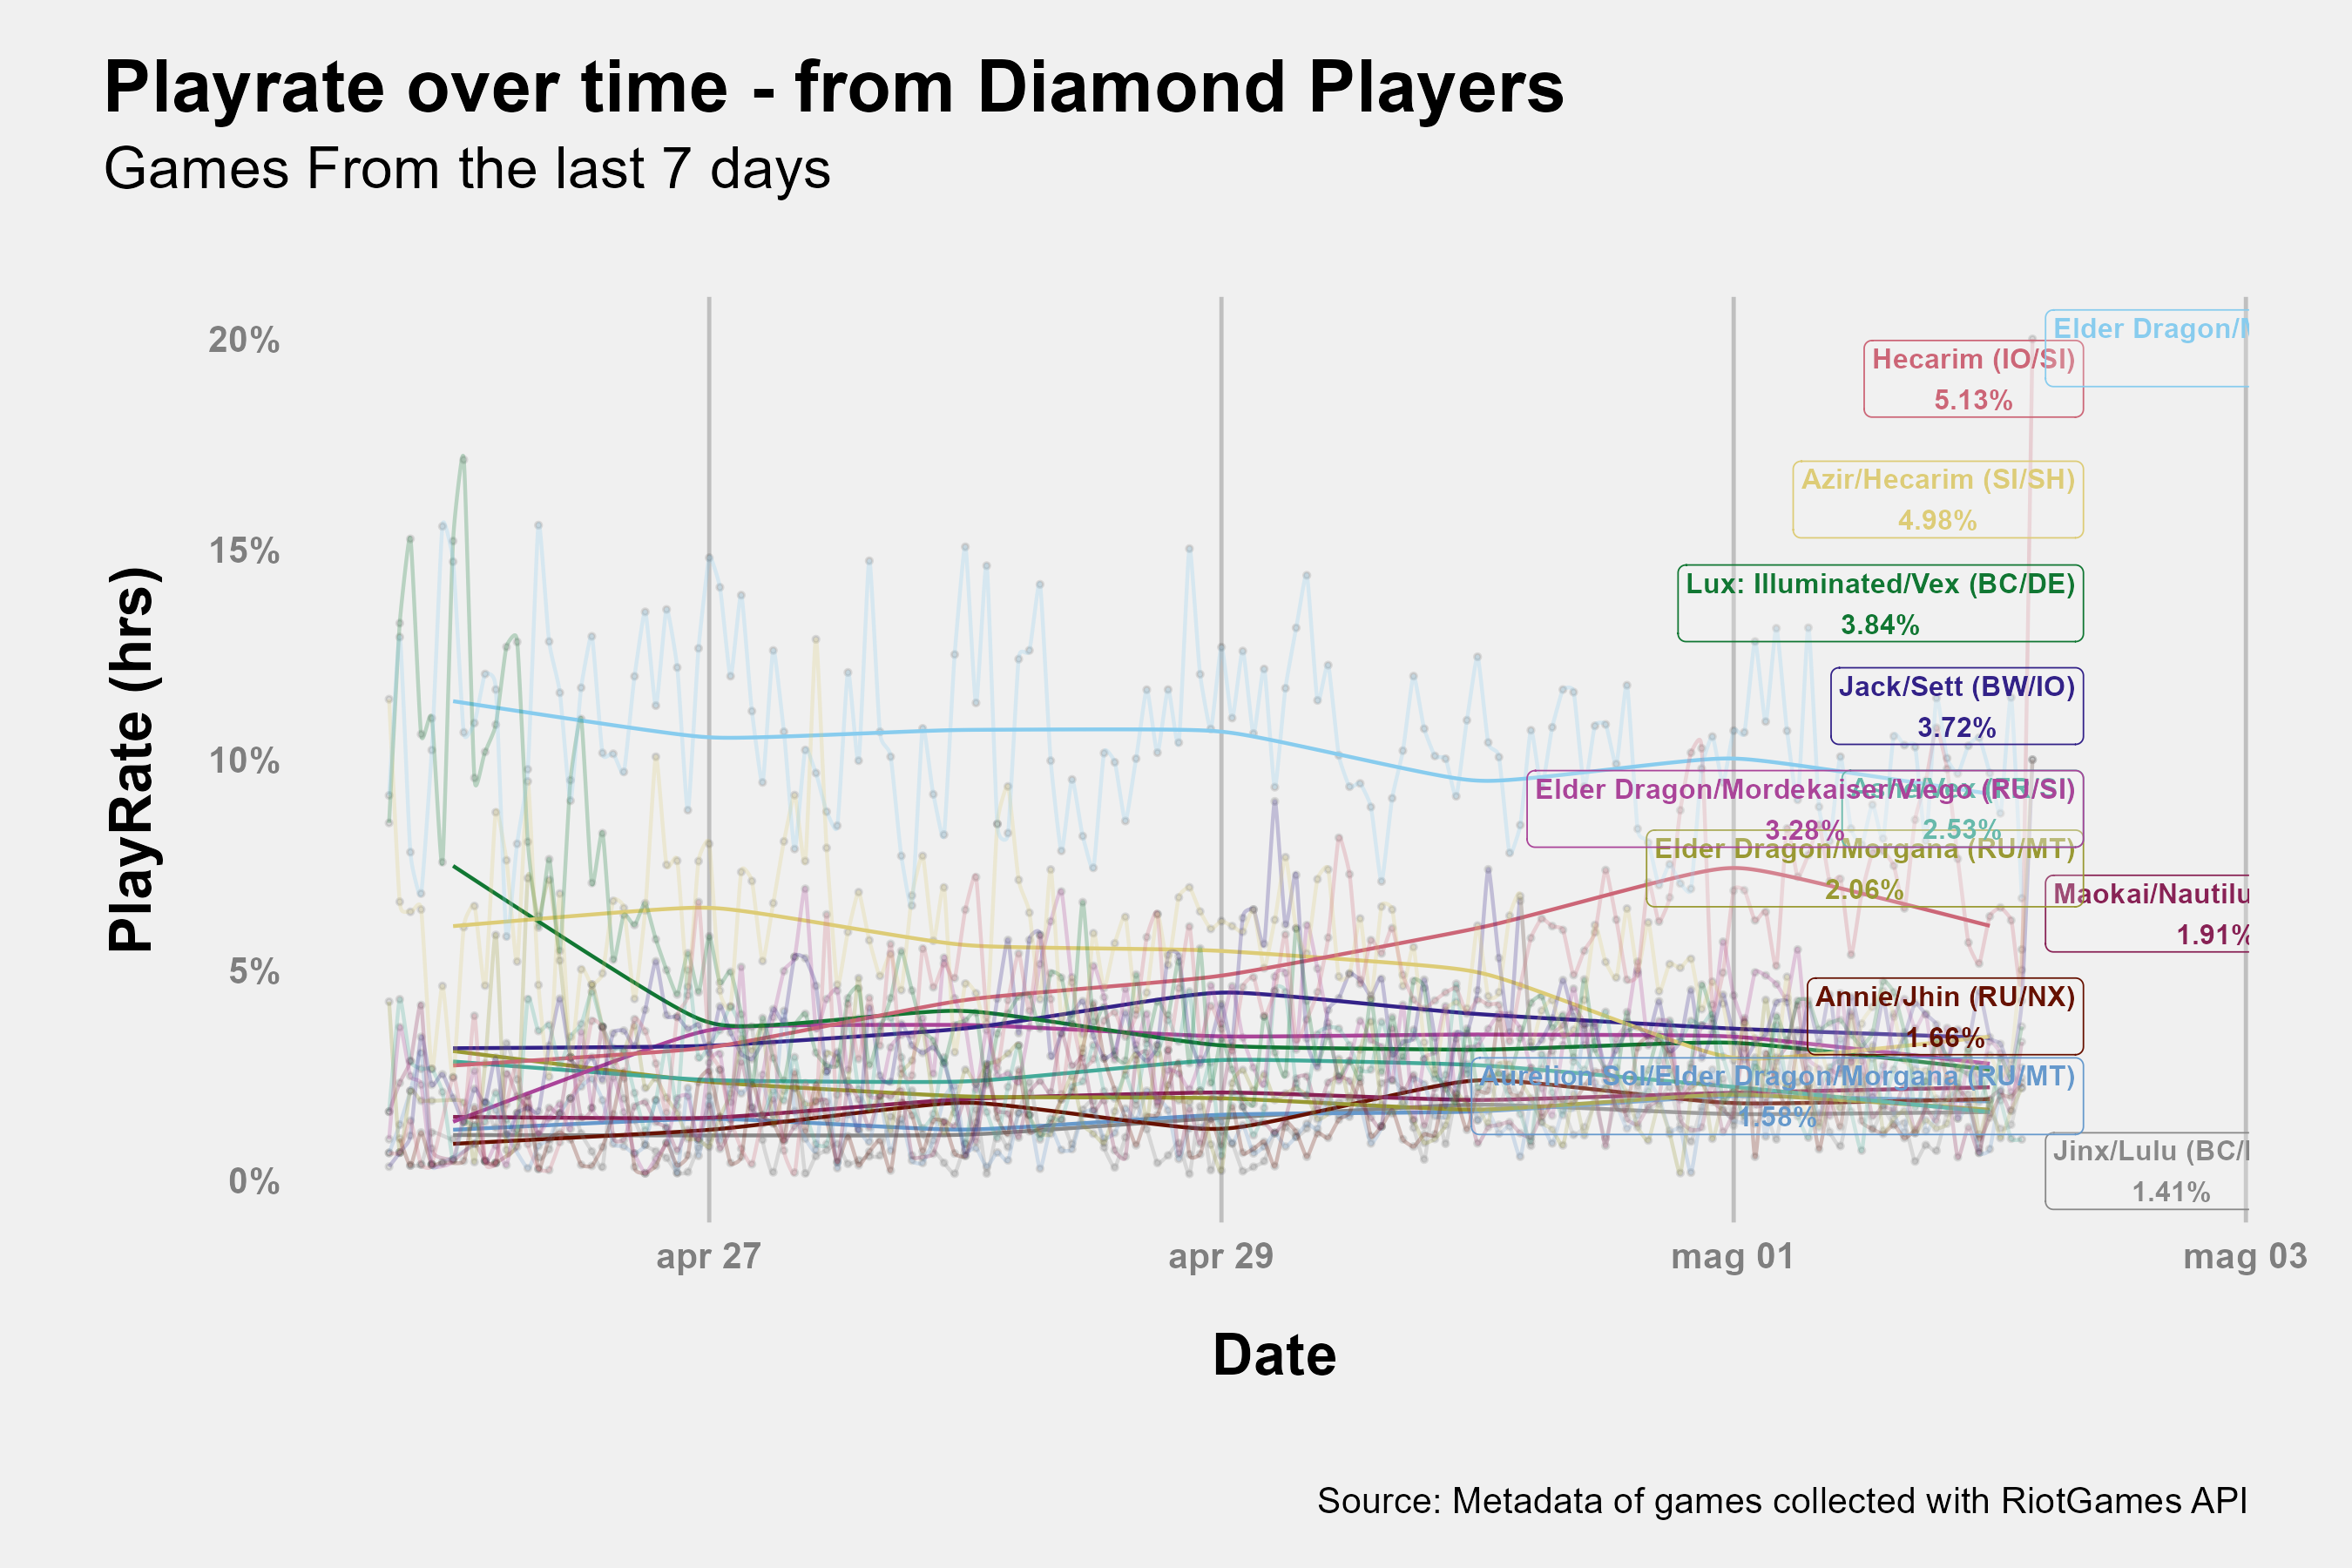 Playrate over time - from Diamond Players
Games From the last 7 days
PlayRate (hrs)
20%
15%
10%
5%
0%
Elder Dragon/
Hecarim (IO/SI)
5.13%
Azir/Hecarim (SI/SH)
4.98%
Lux: Illuminated/Vex (BC/DE)
3.84%
Jack/Sett (BW/IO)
3.72%
Elder Dragon/Mordekaiser/Viego (RU/SI)
3.28%
2.53%
Elder Dragon/Morgana (RU/MT)
2.06%
Maokai/Nautilu
1.91%
Annie/Jhin (RU/NX)
1.66%
Aurelion Sol/Elder Dragon/Morgana (RU/MT)
1.58%
Jinx/Lulu (BC/
1.41%
apr 27
apr 29
mag 01
mag 03
Date
Source: Metadata of games collected with RiotGames API